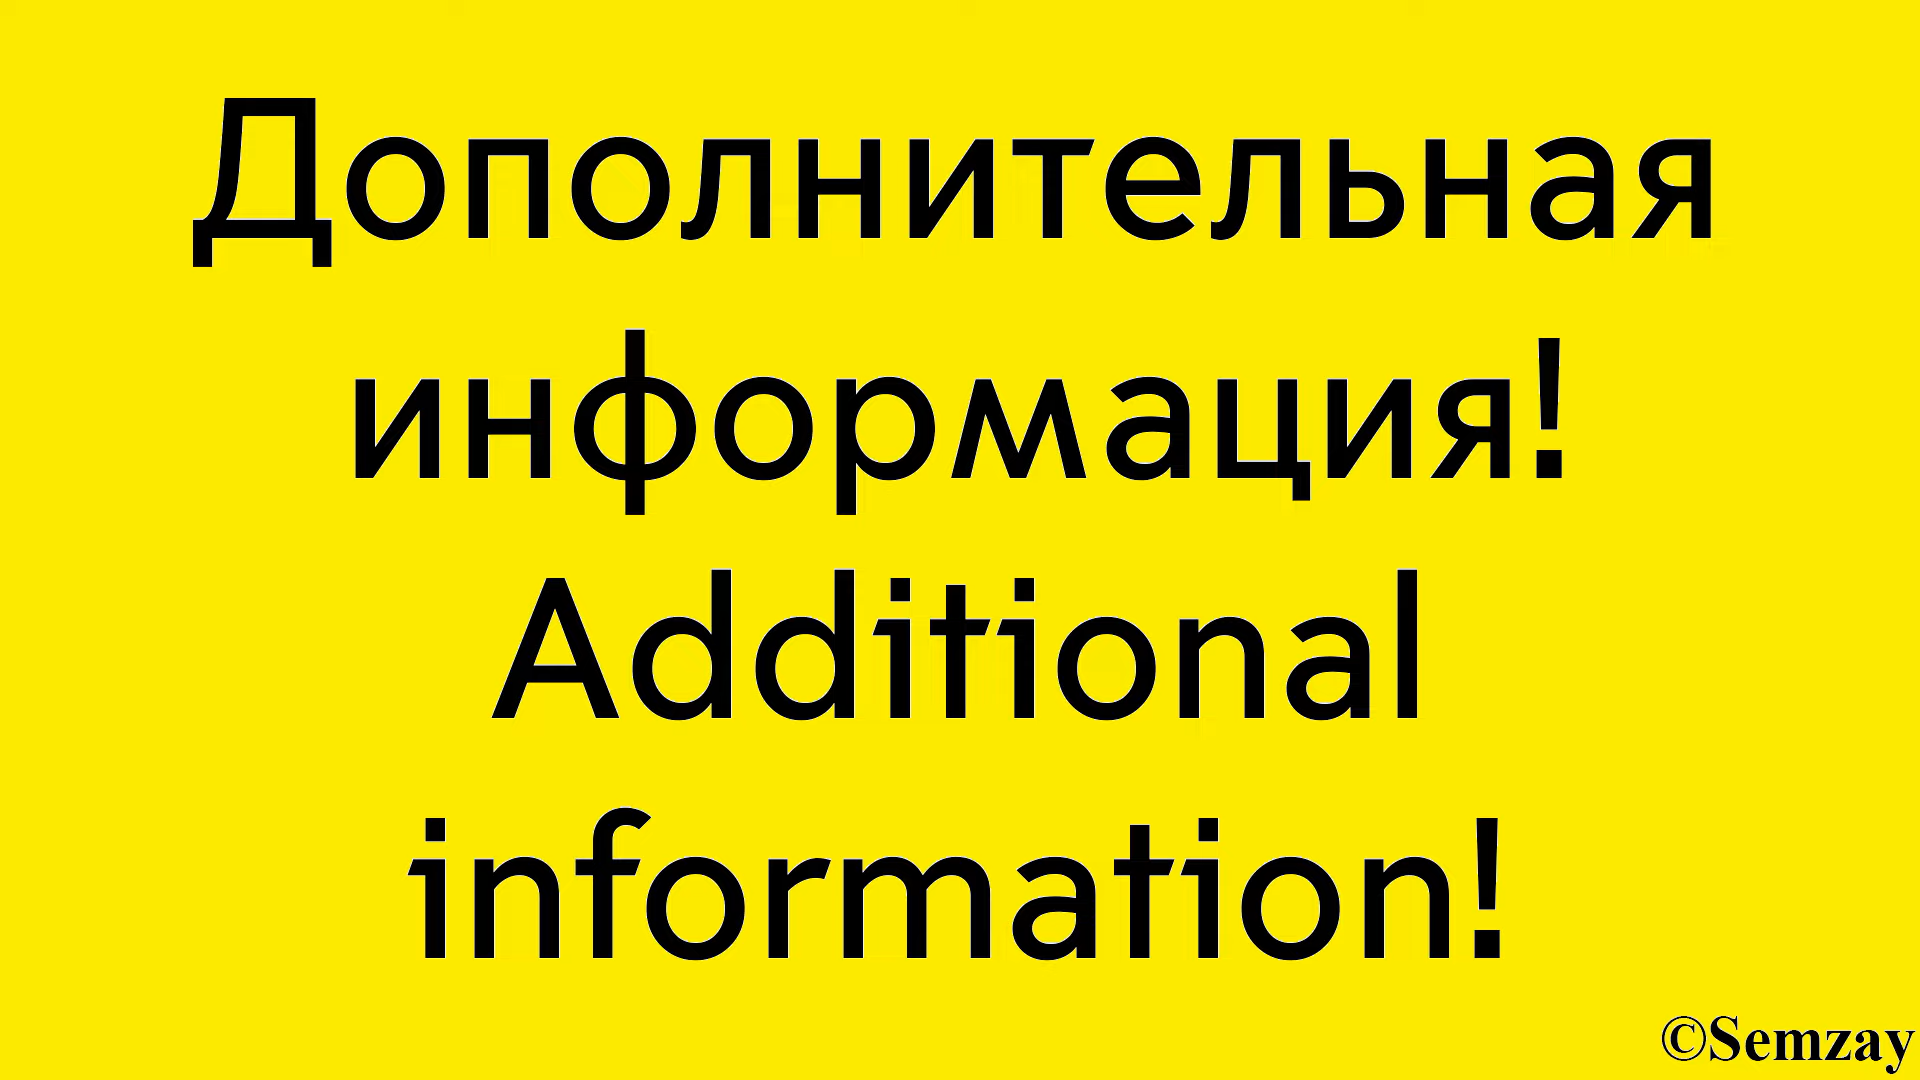 Дополнительная
информация!
Additional
information!
©Semzay